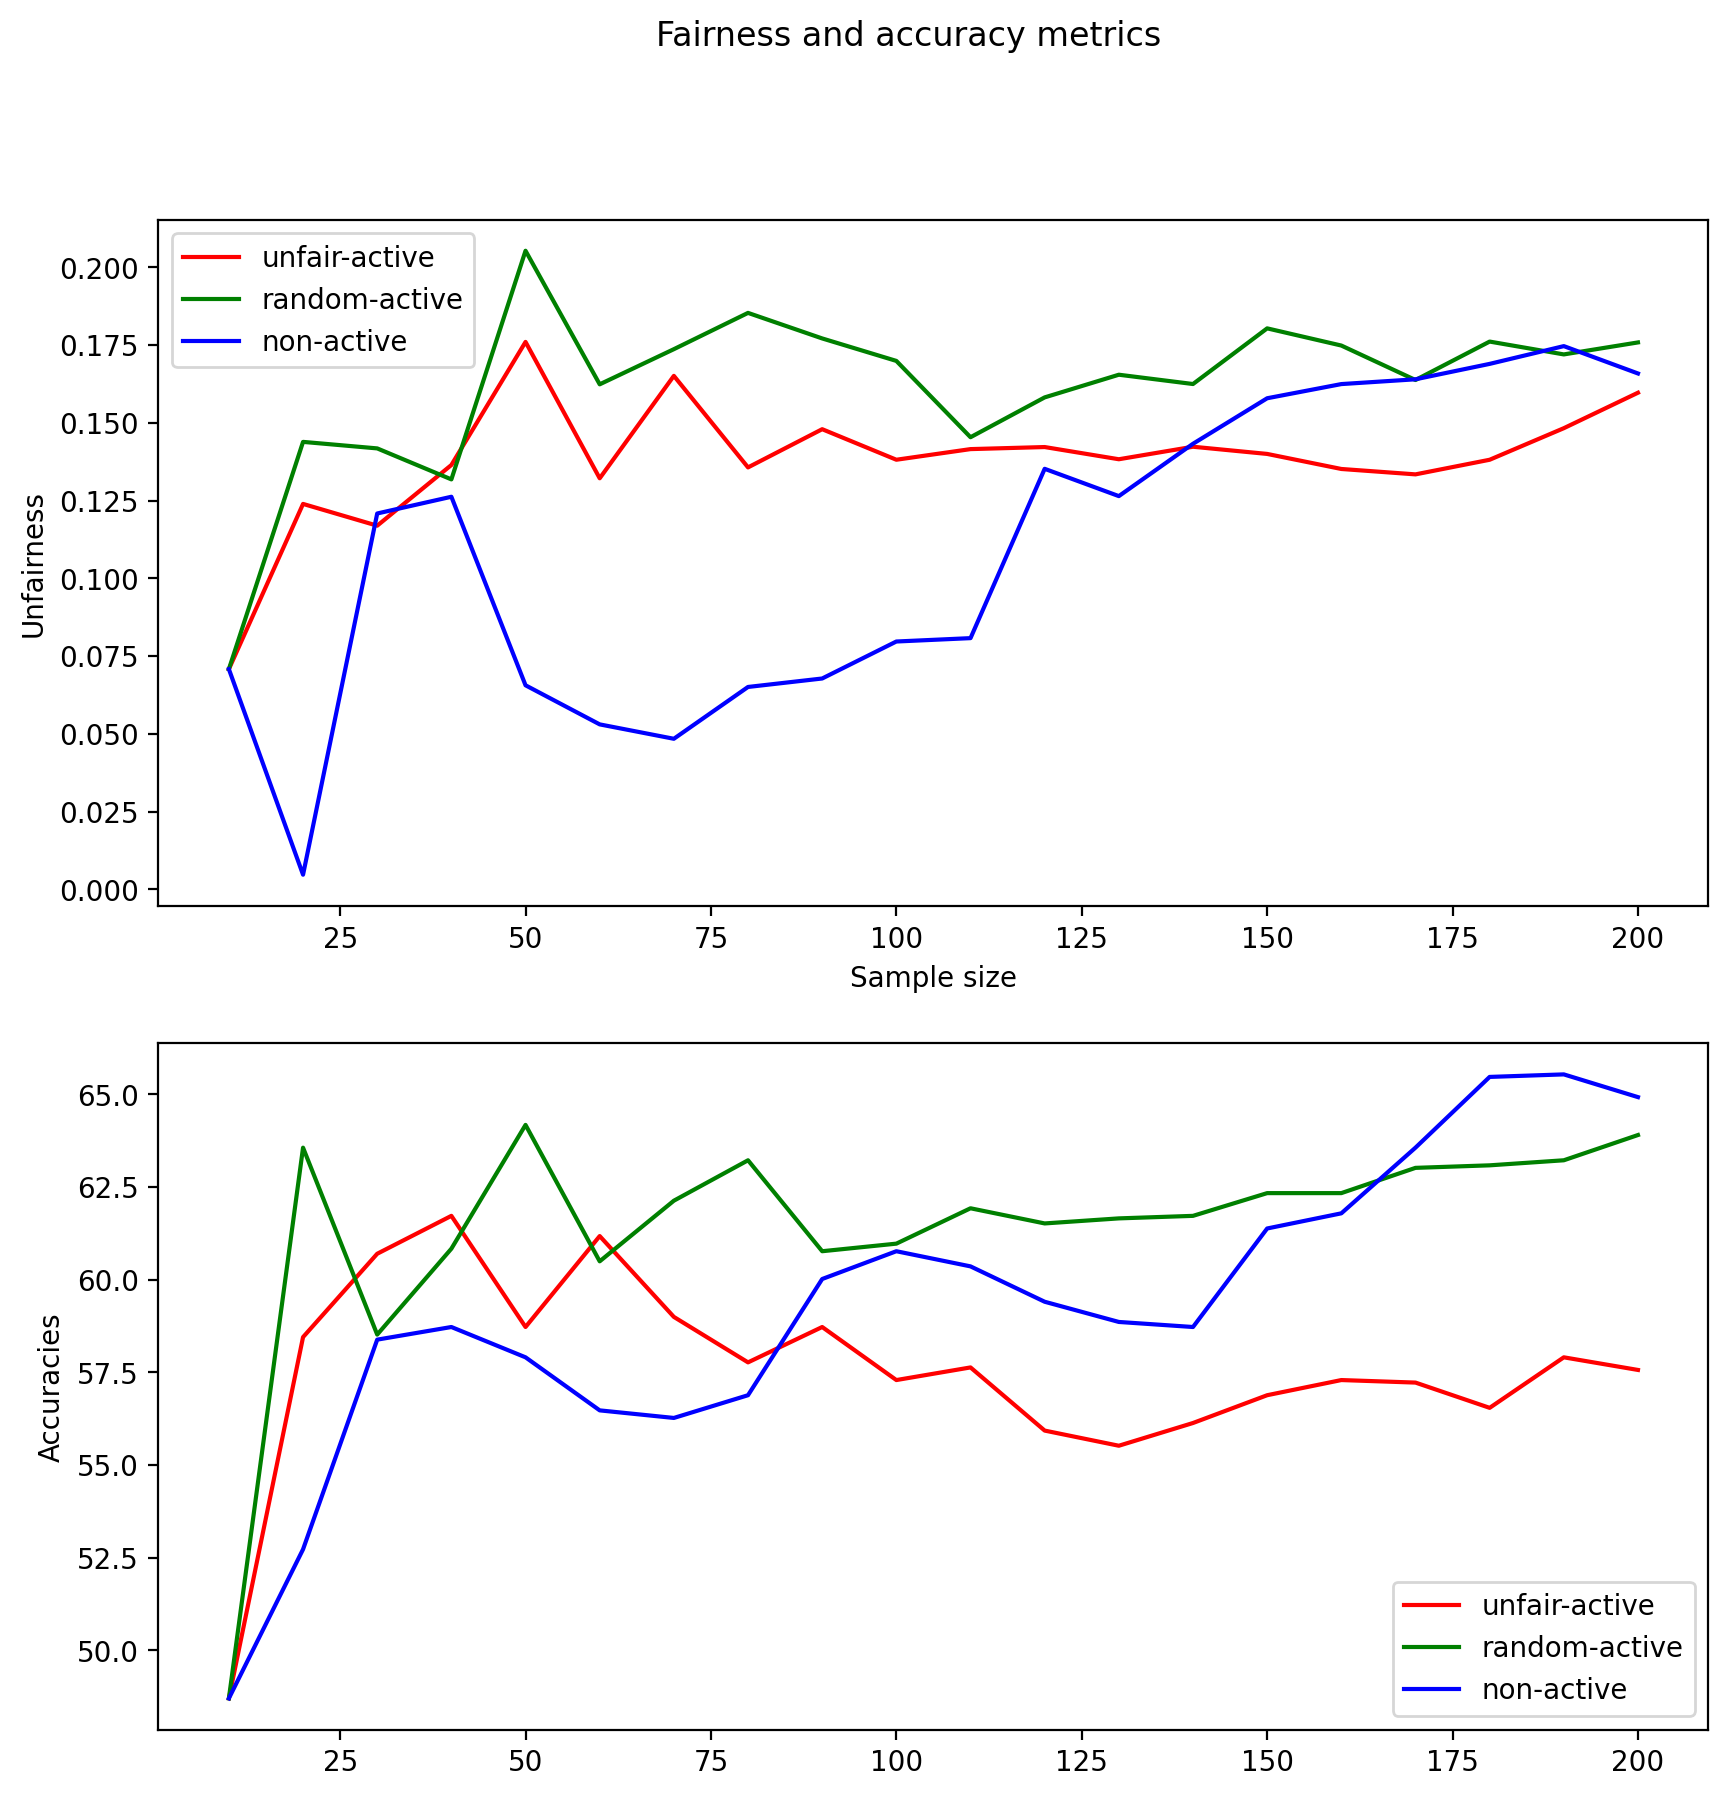 Fairness and accuracy metrics
unfair-active
random-active
non-active
0.200
0.175
0.150
0.125
0.100
0.075
0.050
0.025
0.000
Unfairness
25 50 75 100 125 150 175 200
Sample size
65.0
62.5
60.0
57.5
55.0
52.5
50.0
Accuracies
unfair-active
random-active
non-active
25 50 75 100 125 150 175 200